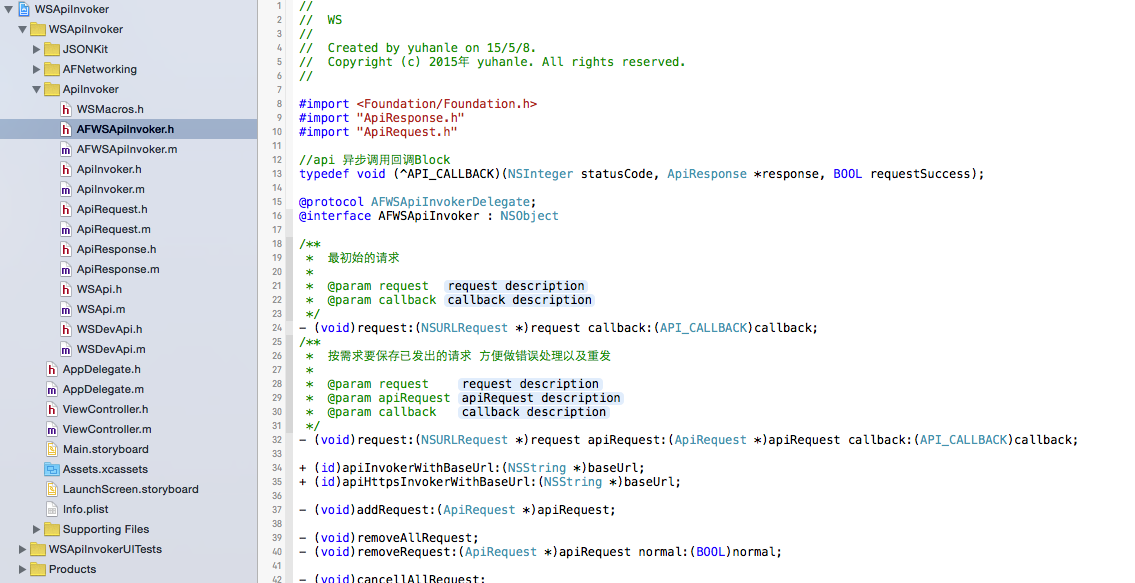 WSApiInvoker
WSApiInvoker
JSONKit
AFNetworking
ApiInvoker
WSMacros.h
AFWSApiInvoker.h
AFWSApiInvoker.m
ApiInvoker.h
ApiInvoker.m
ApiRequest.h
ApiRequest.m
ApiResponse.h
ApiResponse.m
WSApi.h
WSApi.m
WSDevApi.h
WSDevApi.m
AppDelegate.h
AppDelegate.m
ViewController.h
ViewController.m
Main.storyboard
Assets.xcassets
LaunchScreen.storyboard
Info.plist
Supporting Files
WSApiInvokerUITests
Products
1 //
2 //  WS
3 //
4 //  Created by yuhanle on 15/5/8.
5 //  Copyright (c) 2015年 yuhanle. All rights reserved.
6 //
7
8 #import <Foundation/Foundation.h>
9 #import "ApiResponse.h"
10 #import "ApiRequest.h"
11
12 //api 异步调用回调Block
13 typedef void (^API_CALLBACK)(NSInteger statusCode, ApiResponse *response, BOOL requestSuccess);
14
15 @protocol AFWSApiInvokerDelegate;
16 @interface AFWSApiInvoker : NSObject
17
18 /**
19  *  最初始的请求
20  *
21  *  @param request  request description
22  *  @param callback callback description
23  */
24 - (void)request:(NSURLRequest *)request callback:(API_CALLBACK)callback;
25 /**
26  *  按需求要保存已发出的请求 方便做错误处理以及重发
27  *
28  *  @param request    request description
29  *  @param apiRequest apiRequest description
30  *  @param callback   callback description
31  */
32 - (void)request:(NSURLRequest *)request apiRequest:(ApiRequest *)apiRequest callback:(API_CALLBACK)callback;
33
34 + (id)apiInvokerWithBaseUrl:(NSString *)baseUrl;
35 + (id)apiHttpsInvokerWithBaseUrl:(NSString *)baseUrl;
36
37 - (void)addRequest:(ApiRequest *)apiRequest;
38
39 - (void)removeAllRequest;
40 - (void)removeRequest:(ApiRequest *)apiRequest normal:(BOOL)normal;
41
42 - (void)cancellAllRequest;